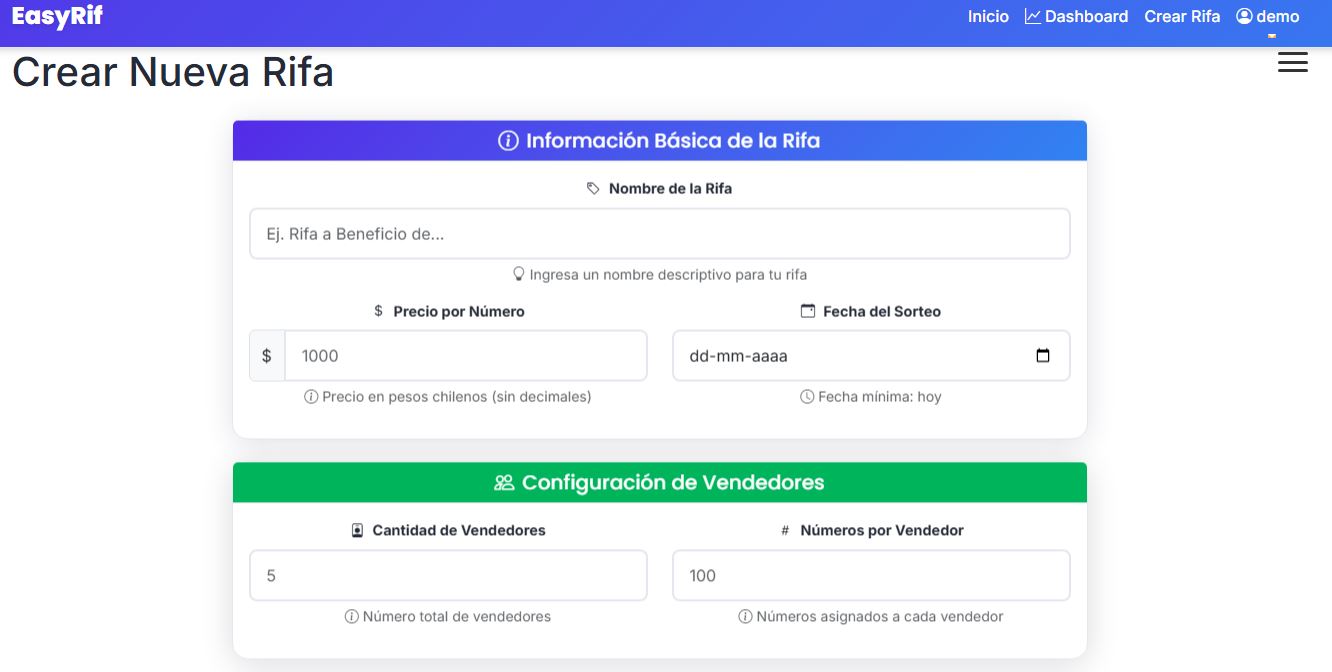 EasyRif
Inicio Dashboard Crear Rifa demo
Crear Nueva Rifa
Información Básica de la Rifa
Nombre de la Rifa
Ej. Rifa a Beneficio de...
Ingresa un nombre descriptivo para tu rifa
$ Precio por Número
$ 1000
Precio en pesos chilenos (sin decimales)
Fecha del Sorteo
dd-mm-aaaa
Fecha mínima: hoy
Configuración de Vendedores
Cantidad de Vendedores
5
Número total de vendedores
# Números por Vendedor
100
Números asignados a cada vendedor